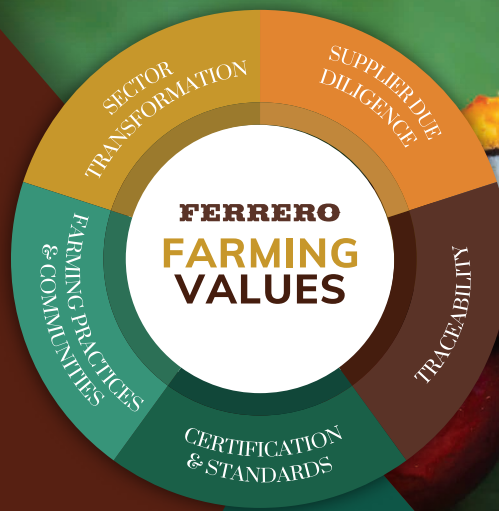 FERRERO
FARMING
VALUES
SUPPLIER DUE
DILIGENCE
TRACEABILITY
CERTIFICATION
& STANDARDS
FARMING PRACTICES
& COMMUNITIES
SECTOR
TRANSFORMATION